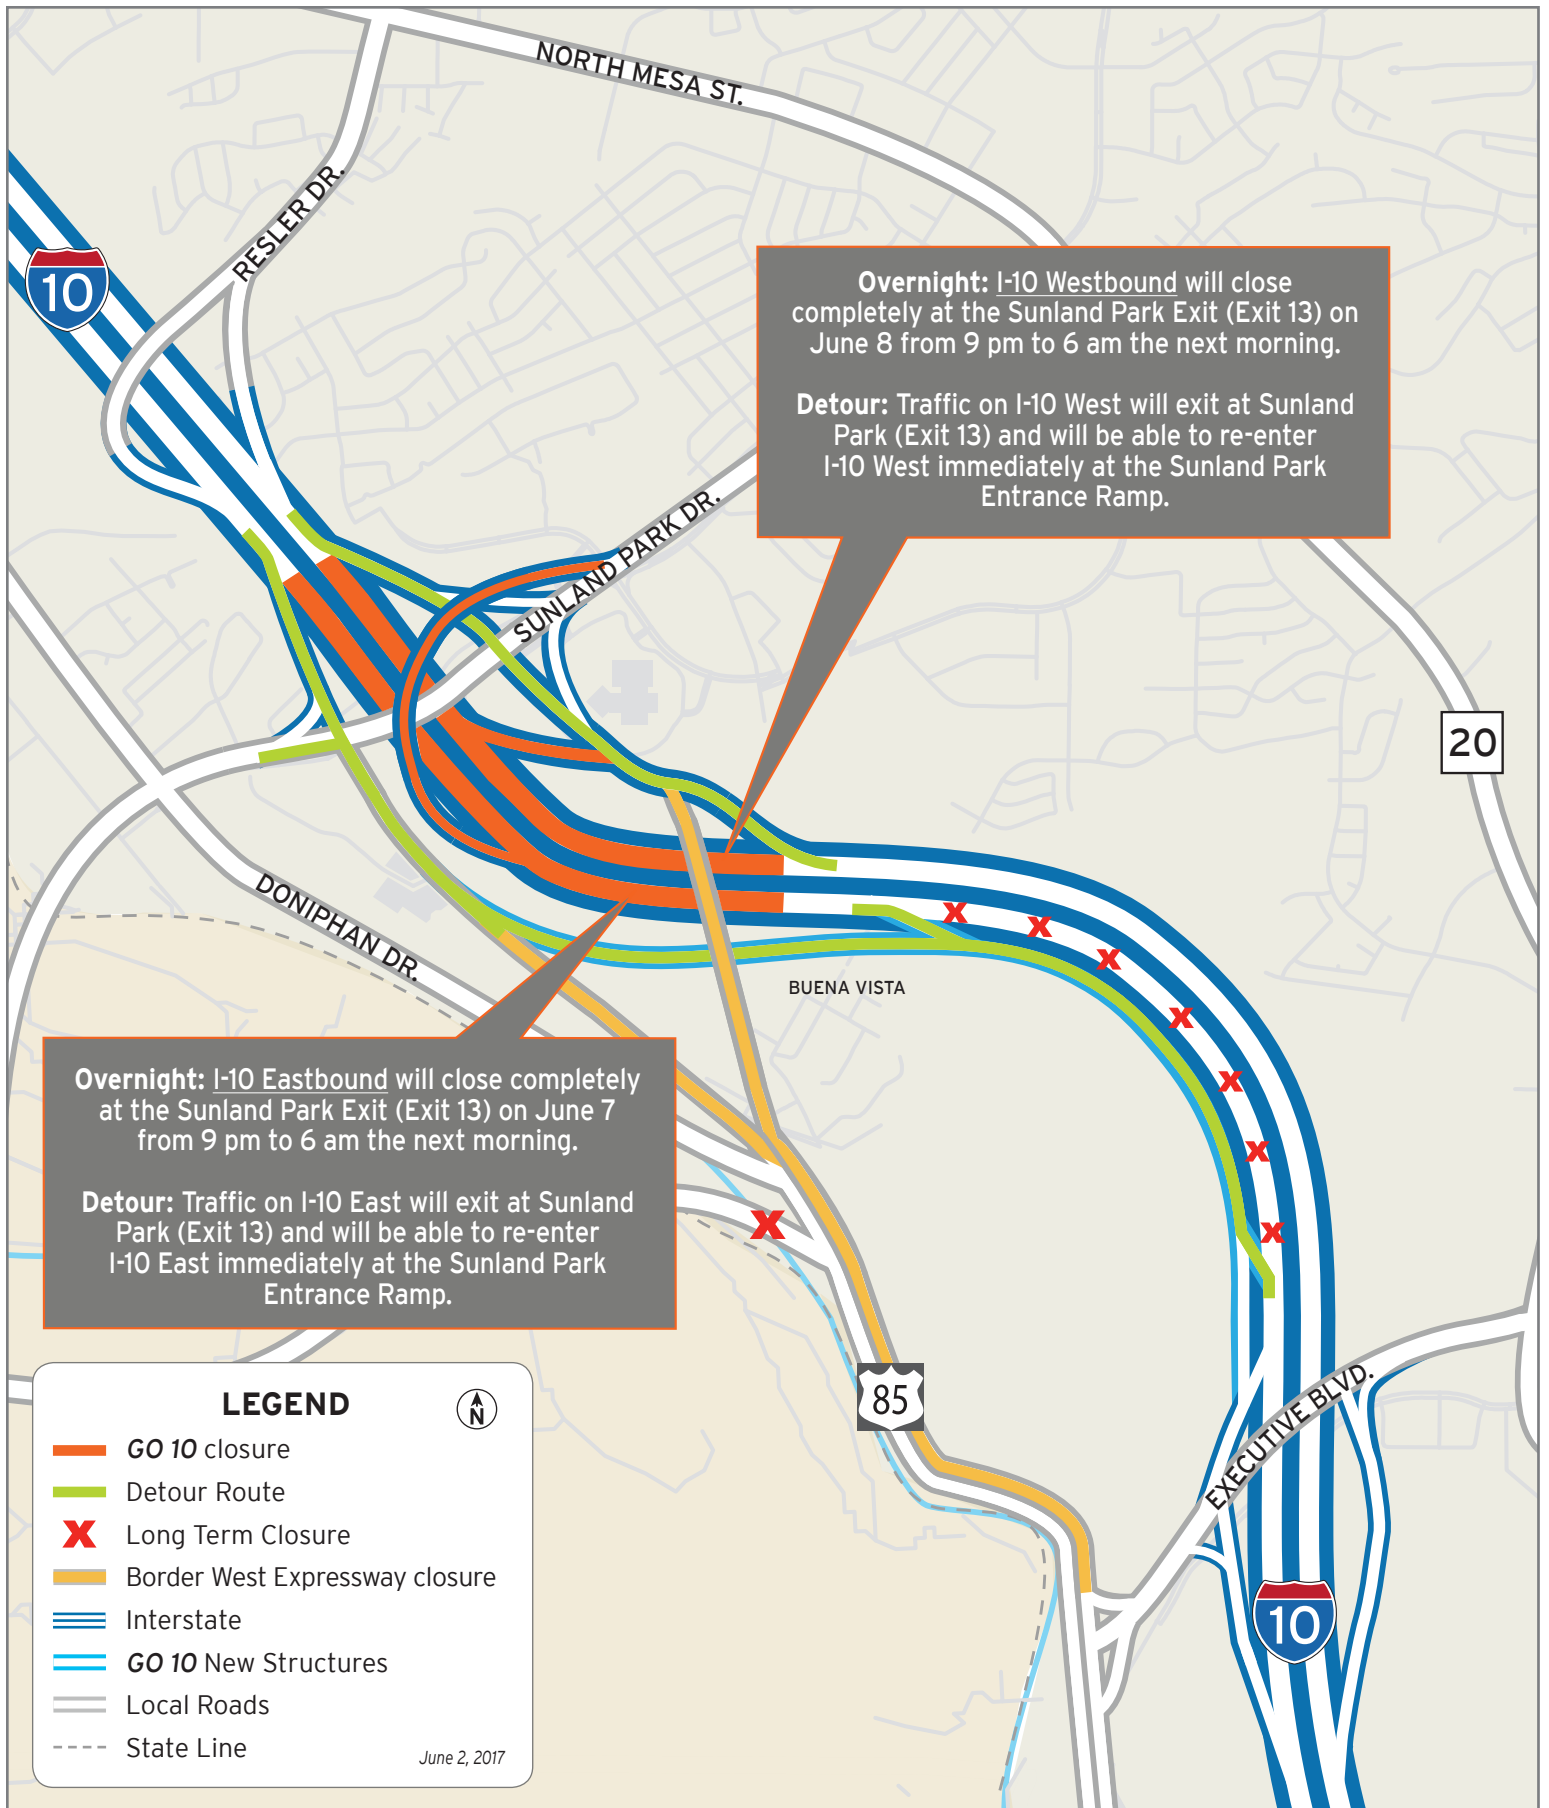 NORTH MESA ST.
RESLER DR.
10
Overnight: I-10 Westbound will close
completely at the Sunland Park Exit (Exit 13) on
June 8 from 9 pm to 6 am the next morning.
Detour: Traffic on I-10 West will exit at Sunland
Park (Exit 13) and will be able to re-enter
I-10 West immediately at the Sunland Park
Entrance Ramp.
SUNLAND PARK DR.
20
DONIPHAN DR.
BUENA VISTA
Overnight: I-10 Eastbound will close completely
at the Sunland Park Exit (Exit 13) on June 7
from 9 pm to 6 am the next morning.
Detour: Traffic on I-10 East will exit at Sunland
Park (Exit 13) and will be able to re-enter
I-10 East immediately at the Sunland Park
Entrance Ramp.
85
EXECUTIVE BLVD.
10
LEGEND
N
GO 10 closure
Detour Route
Long Term Closure
Border West Expressway closure
Interstate
GO 10 New Structures
Local Roads
State Line
June 2, 2017